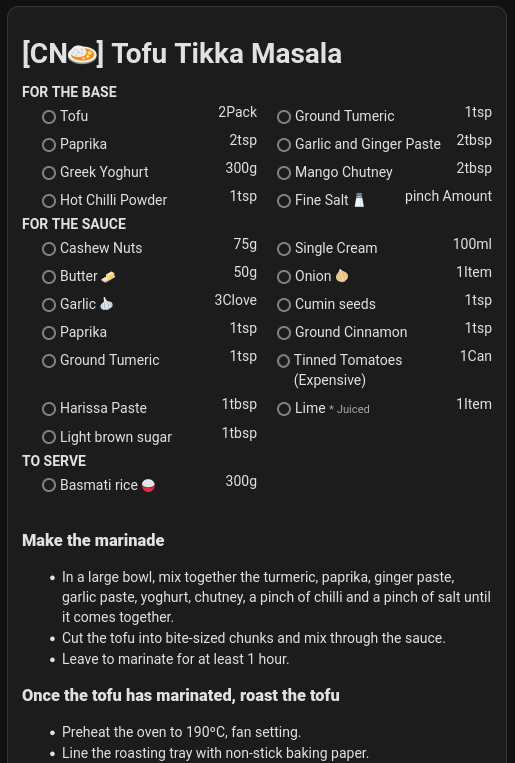 [CN🍛] Tofu Tikka Masala
FOR THE BASE
Tofu 2Pack
Ground Tumeric 1tsp
Paprika 2tsp
Garlic and Ginger Paste 2tbsp
Greek Yoghurt 300g
Mango Chutney 2tbsp
Hot Chilli Powder 1tsp
Fine Salt 🧂 pinch Amount
FOR THE SAUCE
Cashew Nuts 75g
Single Cream 100ml
Butter 🧈 50g
Onion 🧅 1Item
Garlic 🧄 3Clove
Cumin seeds 1tsp
Paprika 1tsp
Ground Cinnamon 1tsp
Ground Tumeric 1tsp
Tinned Tomatoes 1Can
(Expensive)
Harissa Paste 1tbsp
Lime * Juiced 1Item
Light brown sugar 1tbsp
TO SERVE
Basmati rice 🍚 300g
Make the marinade
• In a large bowl, mix together the turmeric, paprika, ginger paste,
garlic paste, yoghurt, chutney, a pinch of chilli and a pinch of salt until
it comes together.
• Cut the tofu into bite-sized chunks and mix through the sauce.
• Leave to marinate for at least 1 hour.
Once the tofu has marinated, roast the tofu
• Preheat the oven to 190ºC, fan setting.
• Line the roasting tray with non-stick baking paper.